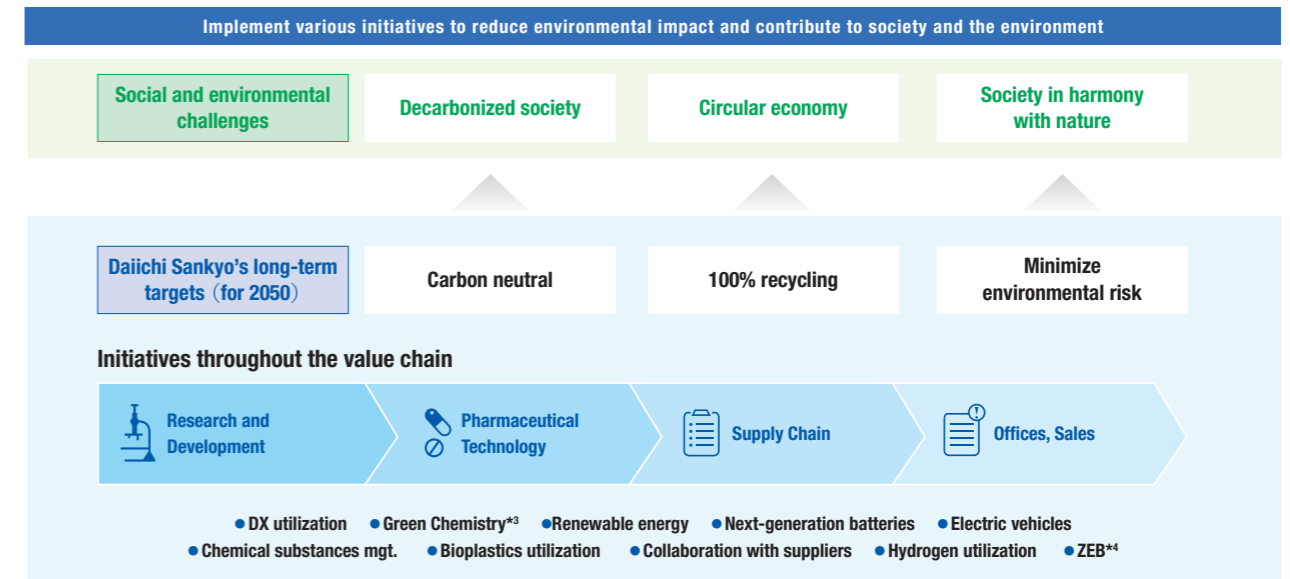 Implement various initiatives to reduce environmental impact and contribute to society and the environment
Social and environmental
challenges
Decarbonized society
Circular economy
Society in harmony
with nature
Daiichi Sankyo’s long-term
targets（for 2050）
Carbon neutral
100% recycling
Minimize
environmental risk
Initiatives throughout the value chain
Research and
Development
Pharmaceutical
Technology
Supply Chain
Offices, Sales
● DX utilization ● Green Chemistry*3 ● Renewable energy ● Next-generation batteries ● Electric vehicles
● Chemical substances mgt. ● Bioplastics utilization ● Collaboration with suppliers ● Hydrogen utilization ● ZEB*4